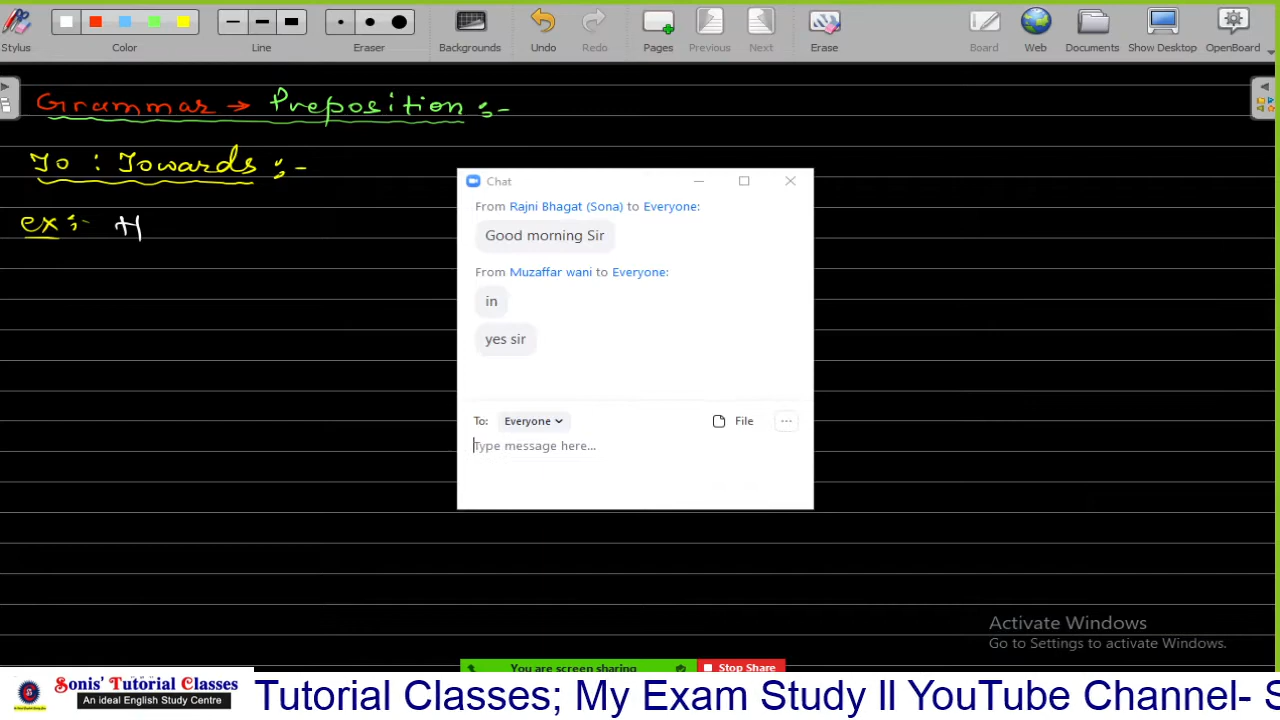 Stylus Color Line Eraser Backgrounds Undo Redo Pages Previous Next Erase Board Web Documents Show Desktop OpenBoard
Grammar → Preposition :-
To : Towards :-
ex :- H
Chat
From Rajni Bhagat (Sona) to Everyone:
Good morning Sir
From Muzaffar wani to Everyone:
in
yes sir
To: Everyone File
Type message here...
Activate Windows
Go to Settings to activate Windows.
You are screen sharing Stop Share
Sonis' Tutorial Classes
An ideal English Study Centre
Tutorial Classes; My Exam Study ll YouTube Channel- S